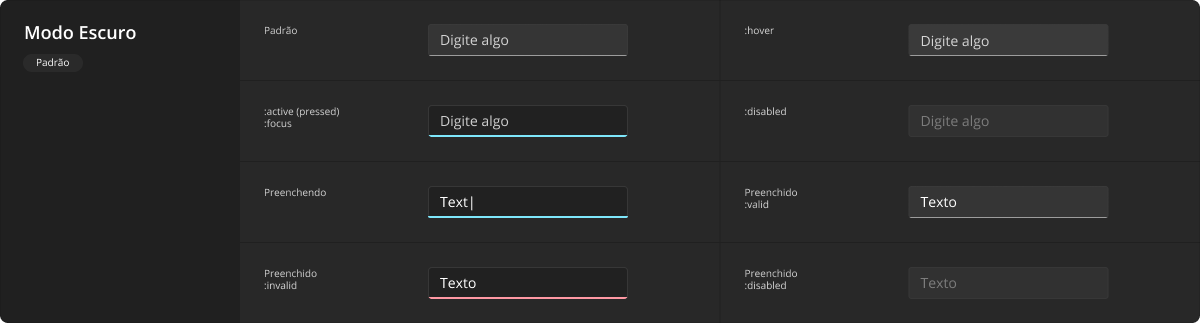 Modo Escuro
Padrão
Padrão
Digite algo
:hover
Digite algo
:active (pressed)
:focus
Digite algo
:disabled
Digite algo
Preenchendo
Text|
Preenchido
:valid
Texto
Preenchido
:invalid
Texto
Preenchido
:disabled
Texto